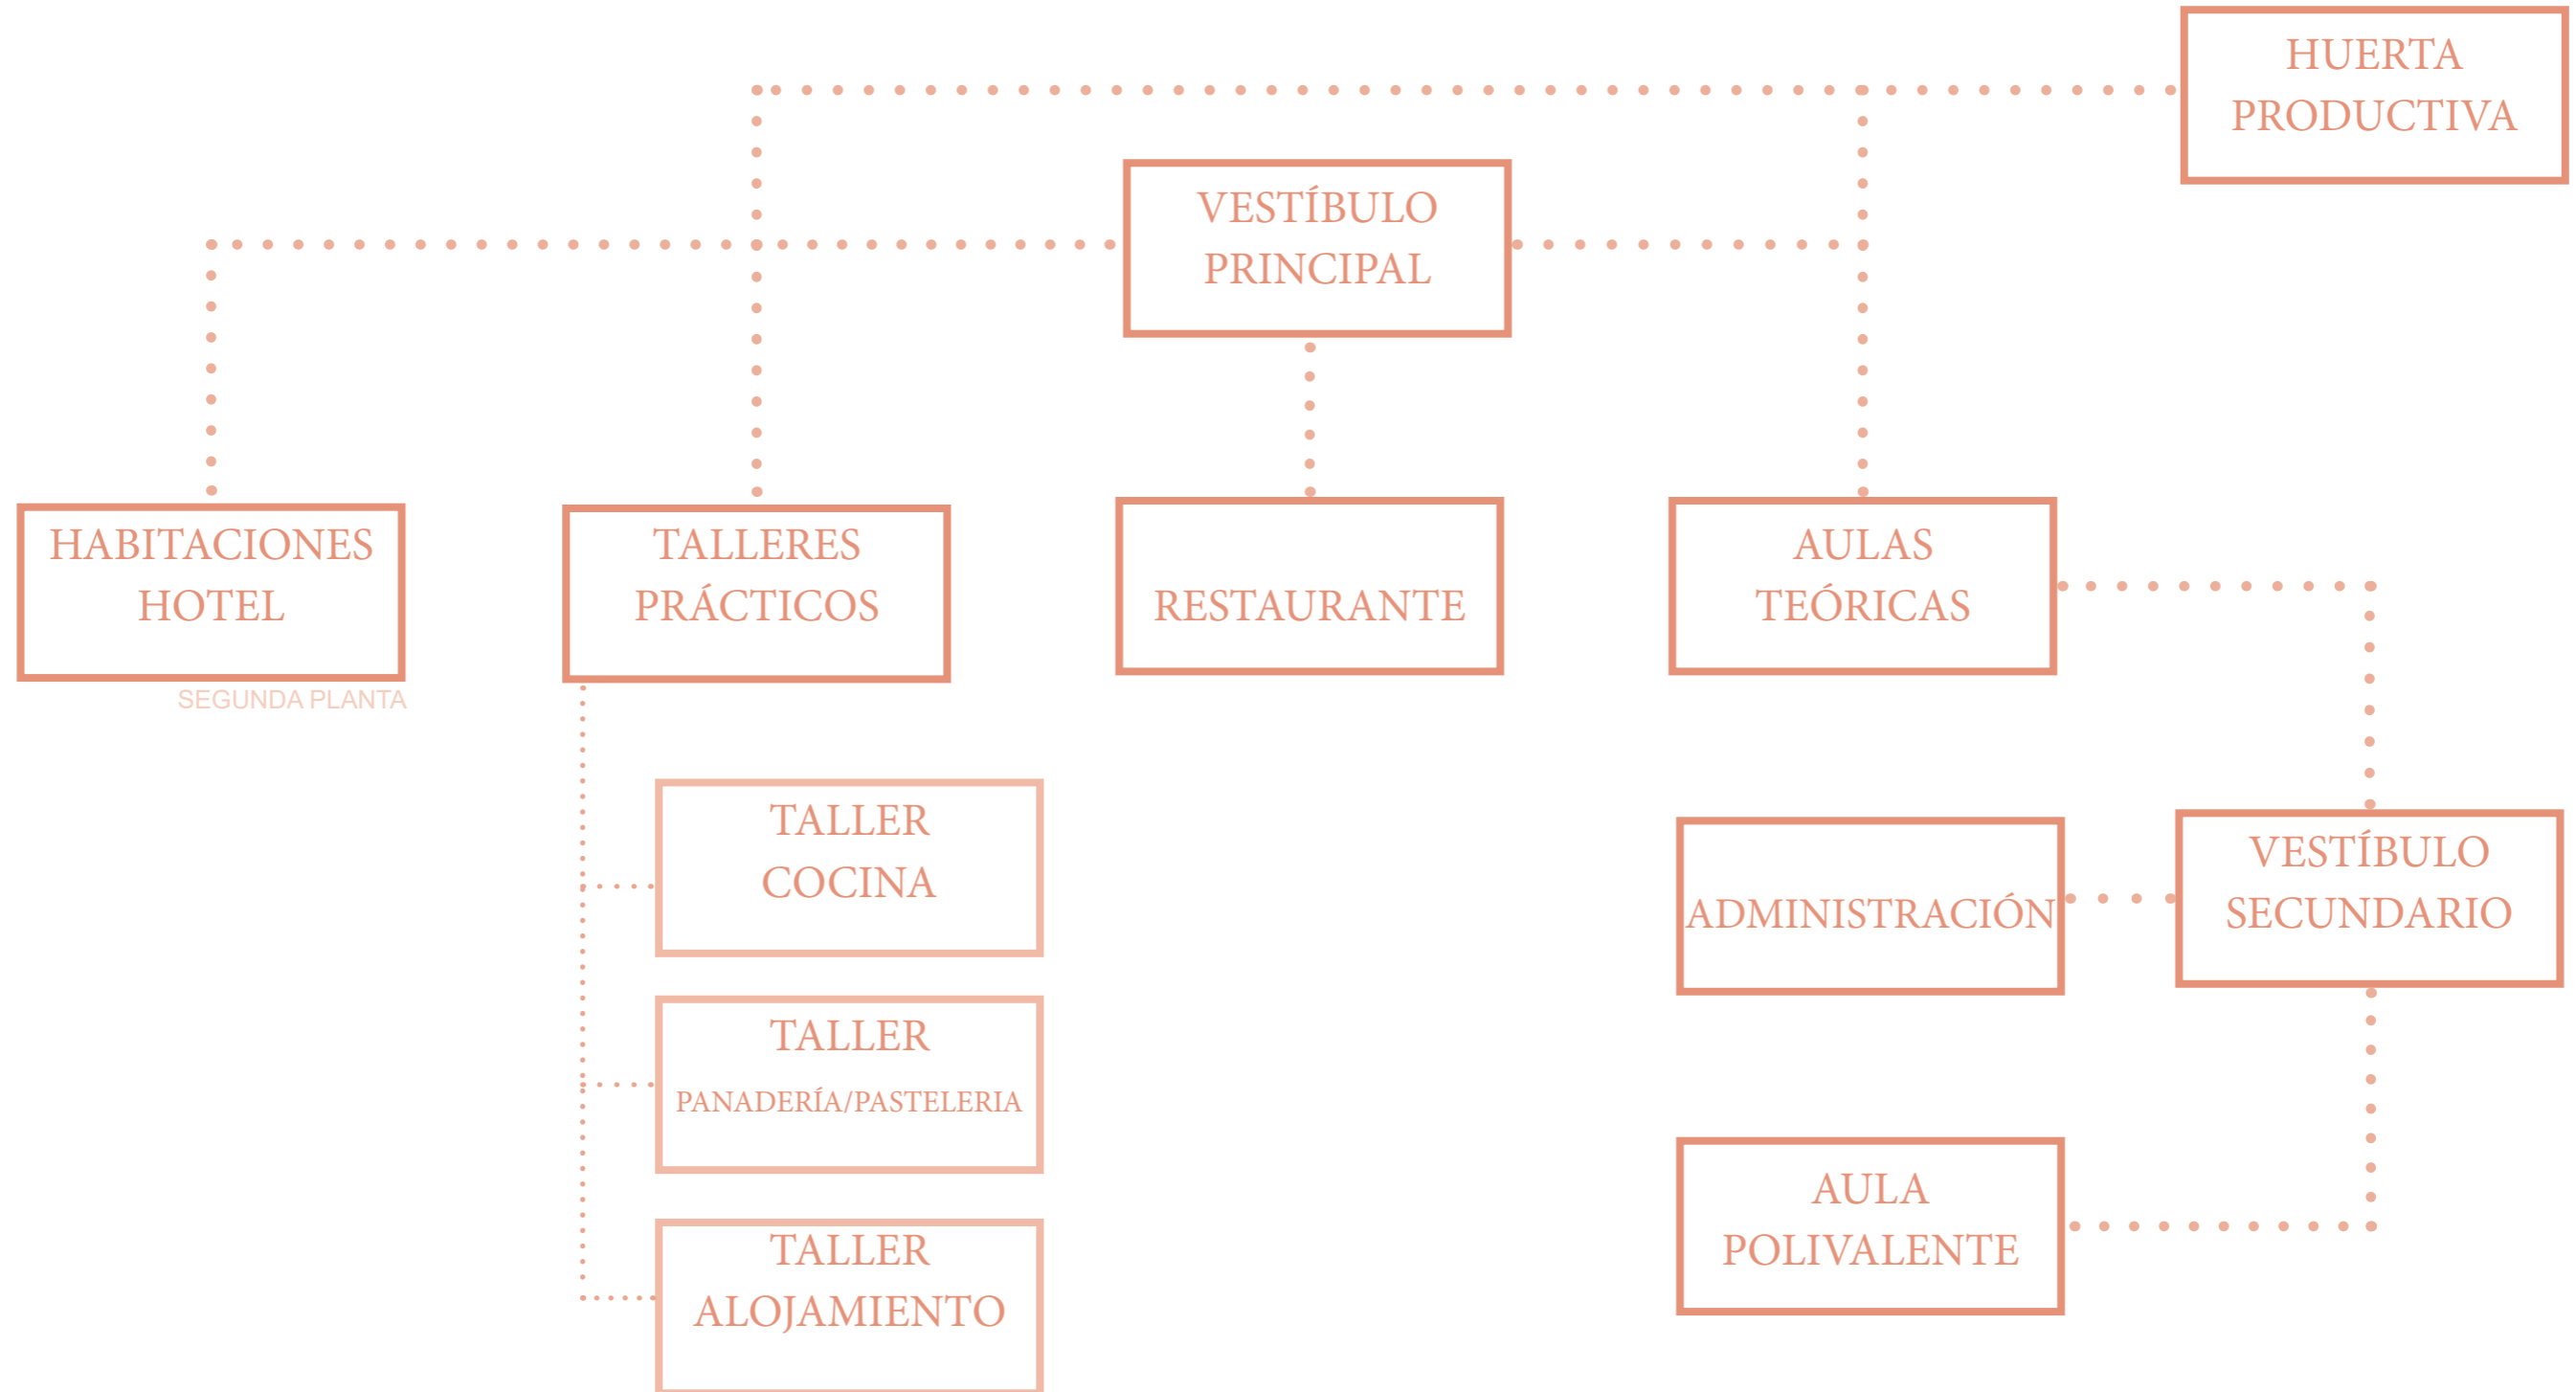 HUERTA
PRODUCTIVA
VESTÍBULO
PRINCIPAL
HABITACIONES
HOTEL
SEGUNDA PLANTA
TALLERES
PRÁCTICOS
RESTAURANTE
AULAS
TEÓRICAS
TALLER
COCINA
TALLER
PANADERÍA/PASTELERIA
TALLER
ALOJAMIENTO
ADMINISTRACIÓN
VESTÍBULO
SECUNDARIO
AULA
POLIVALENTE